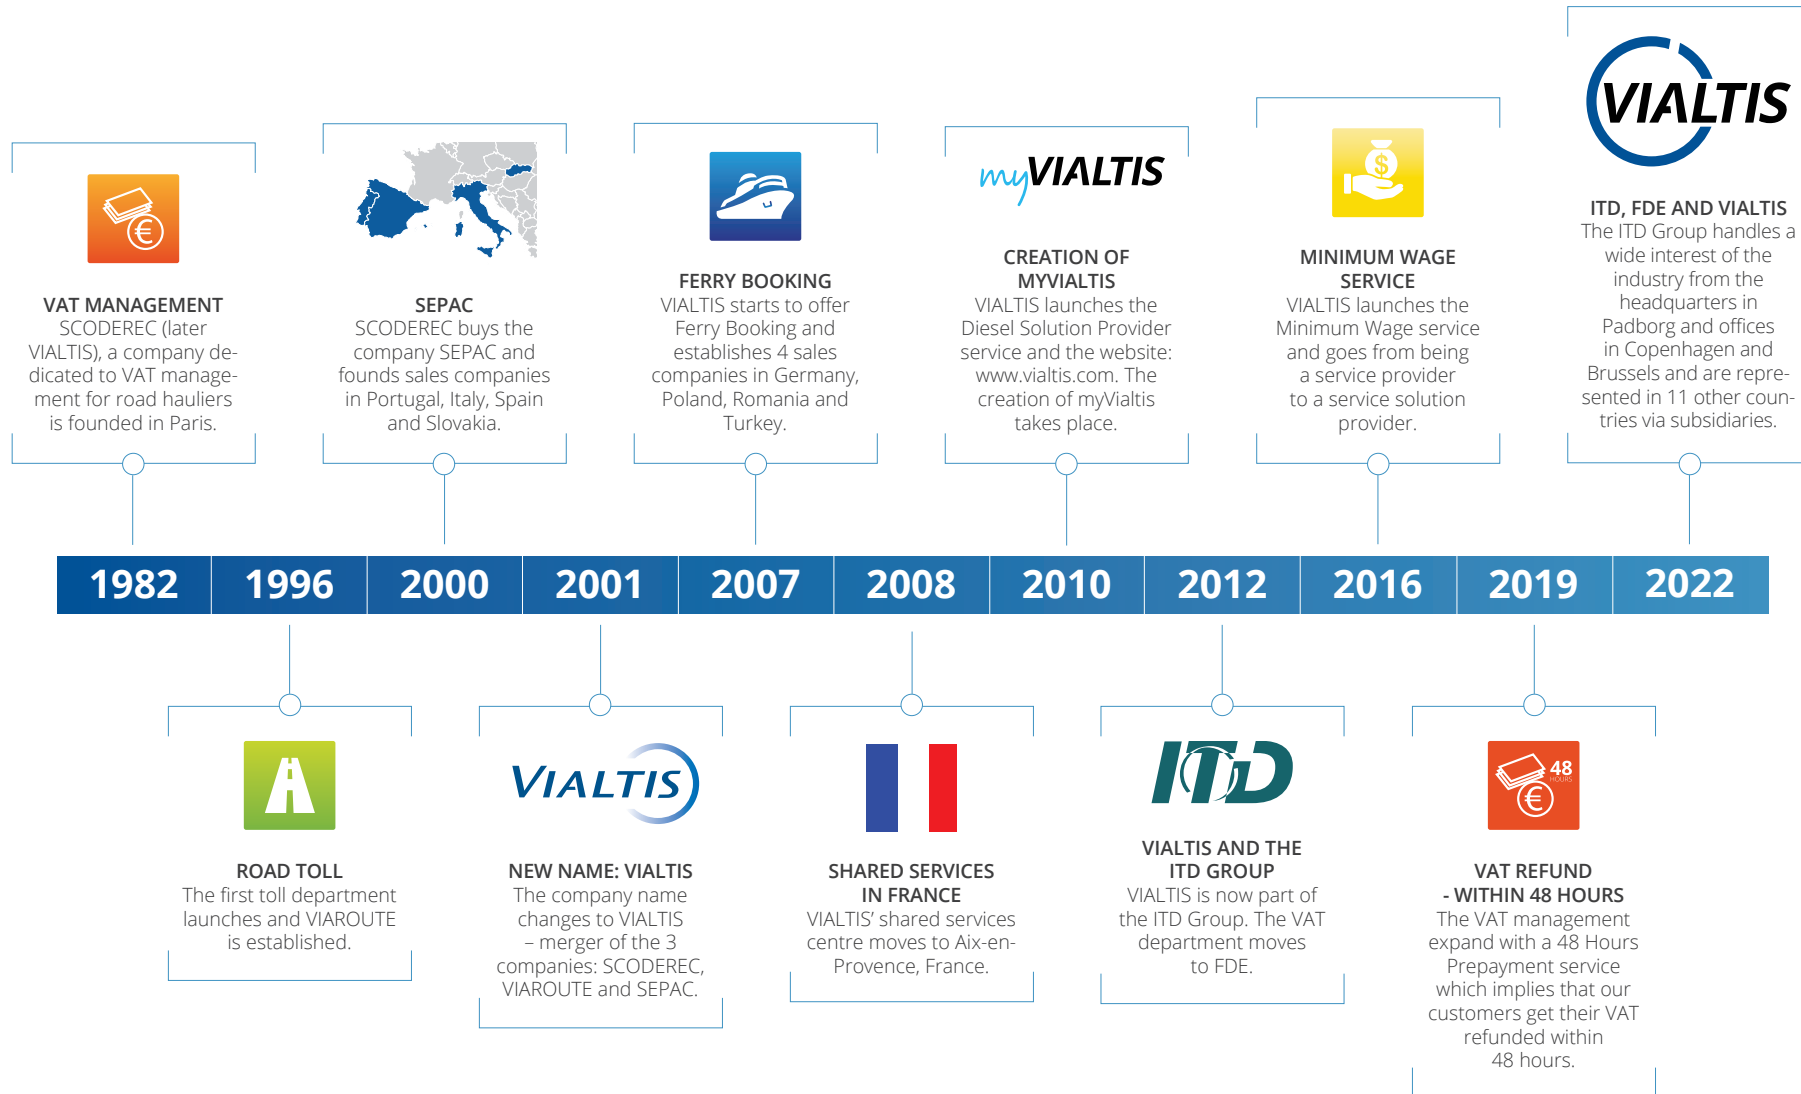 VAT MANAGEMENT
SCODEREC (later
VIALTIS), a company de-
dicated to VAT manage-
ment for road hauliers
is founded in Paris.
SEPAC
SCODEREC buys the
company SEPAC and
founds sales companies
in Portugal, Italy, Spain
and Slovakia.
FERRY BOOKING
VIALTIS starts to offer
Ferry Booking and
establishes 4 sales
companies in Germany,
Poland, Romania and
Turkey.
myVIALTIS
CREATION OF
MYVIALTIS
VIALTIS launches the
Diesel Solution Provider
service and the website:
www.vialtis.com. The
creation of myVialtis
takes place.
$
MINIMUM WAGE
SERVICE
VIALTIS launches the
Minimum Wage service
and goes from being
a service provider
to a service solution
provider.
VIALTIS
ITD, FDE AND VIALTIS
The ITD Group handles a
wide interest of the
industry from the
headquarters in
Padborg and offices
in Copenhagen and
Brussels and are repre-
sented in 11 other coun-
tries via subsidiaries.
1982 1996 2000 2001 2007 2008 2010 2012 2016 2019 2022
ROAD TOLL
The first toll department
launches and VIAROUTE
is established.
VIALTIS
NEW NAME: VIALTIS
The company name
changes to VIALTIS
– merger of the 3
companies: SCODEREC,
VIAROUTE and SEPAC.
SHARED SERVICES
IN FRANCE
VIALTIS’ shared services
centre moves to Aix-en-
Provence, France.
ITD
VIALTIS AND THE
ITD GROUP
VIALTIS is now part of
the ITD Group. The VAT
department moves
to FDE.
48
HOURS
€
VAT REFUND
- WITHIN 48 HOURS
The VAT management
expand with a 48 Hours
Prepayment service
which implies that our
customers get their VAT
refunded within
48 hours.